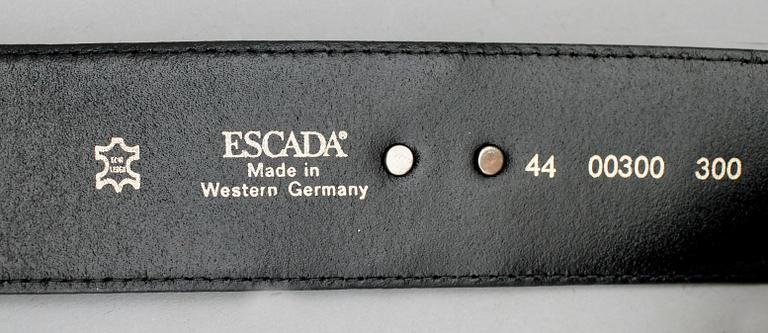 ESCADA®
Made in
Western Germany
44 00300 300